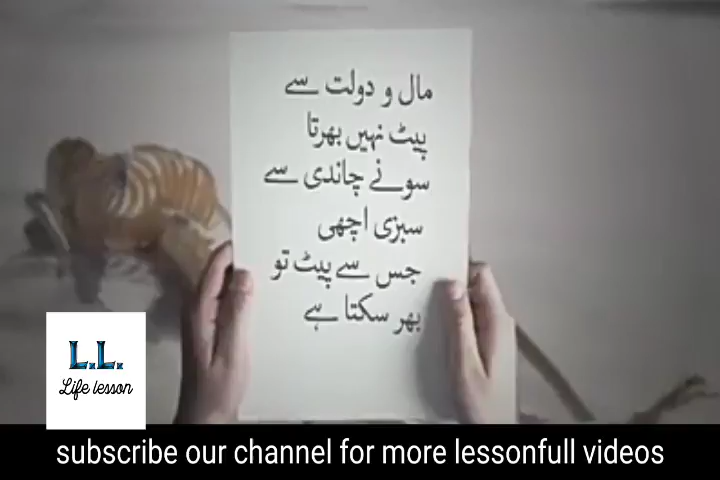 مال و دولت سے
پیٹ نہیں بھرتا
سونے چاندی سے
سبزی اچھی
جس سے پیٹ تو
بھر سکتا ہے
L.L.
Life lesson
subscribe our channel for more lessonfull videos